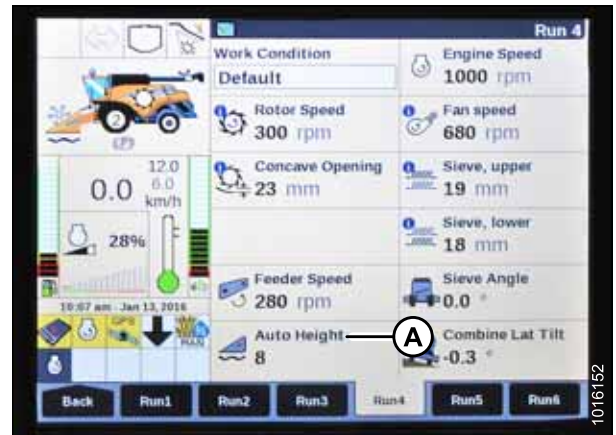 Run 4
Work Condition
Default
Engine Speed
1000 rpm
Rotor Speed
300 rpm
Fan speed
680 rpm
Concave Opening
23 mm
Sieve, upper
19 mm
Sieve, lower
18 mm
Feeder Speed
280 rpm
Sieve Angle
0.0 °
Auto Height
8
A
Combine Lat Tilt
-0.3 °
2
(P)
0.0
12.0
6.0
km/h
28%
10:07 am Jan 13, 2016
GPS
MAN
Back
Run1
Run2
Run3
Run4
Run5
Run6
1016152